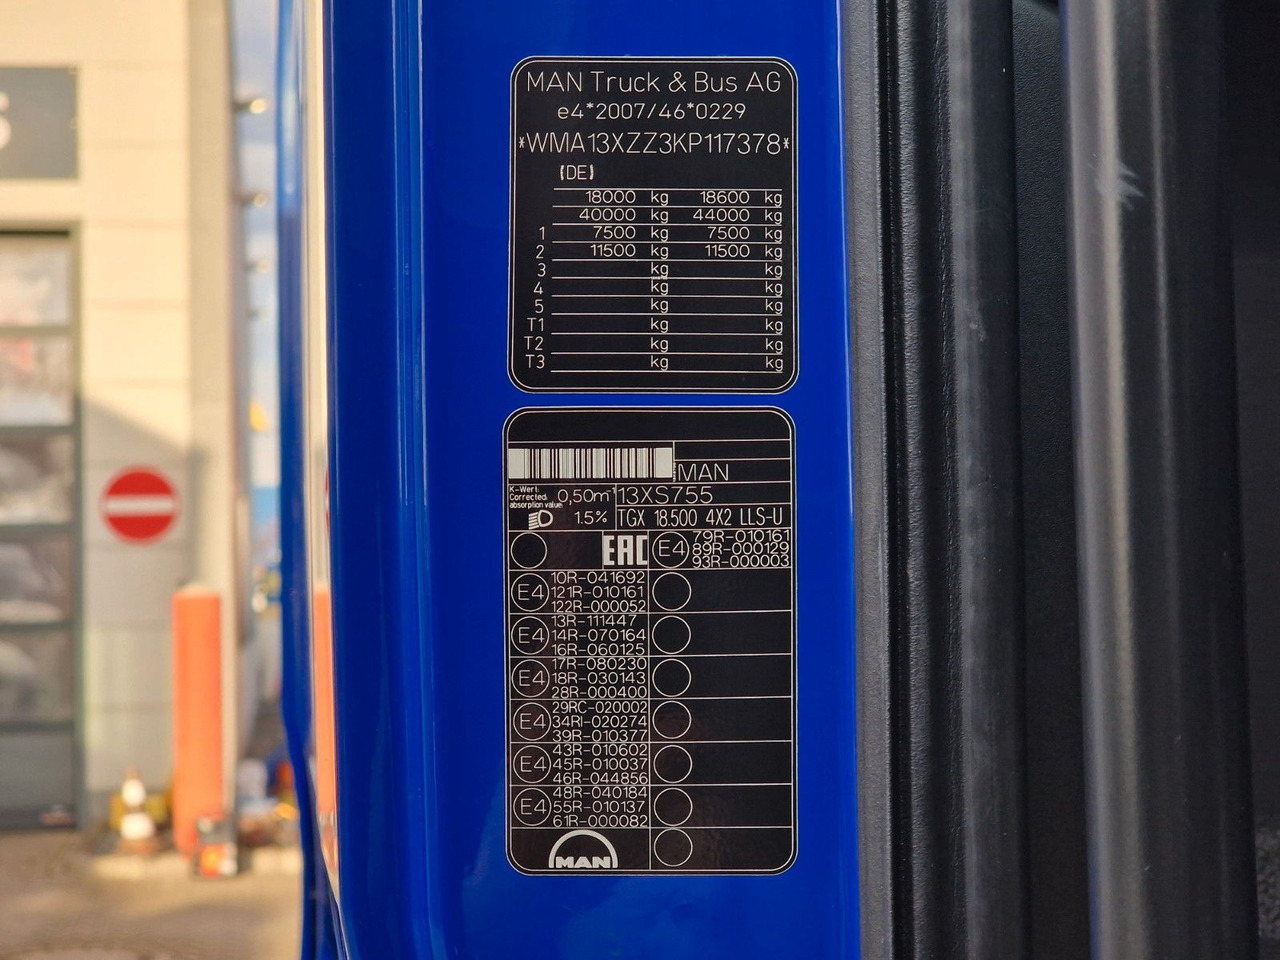 MAN Truck & Bus AG
e4*2007/46*0229
*WMA13XZZ3KP117378*
(DE)
18000 kg 18600 kg
40000 kg 44000 kg
1 7500 kg 7500 kg
2 11500 kg 11500 kg
3 kg kg
4 kg kg
5 kg kg
T1 kg kg
T2 kg kg
T3 kg kg
MAN
K-Wert:
Corrected
absorption value:
0,50m⁻¹
13XS755
1.5%
TGX 18.500 4X2 LLS-U
EAC
E4
79R-010161
89R-000129
93R-000003
E4
10R-041692
121R-010161
122R-000052
E4
13R-111447
14R-070164
16R-060125
E4
17R-080230
18R-030143
28R-000400
E4
29RC-020002
34RI-020274
39R-010377
E4
43R-010602
45R-010037
46R-044856
E4
48R-040184
55R-010137
61R-000082
MAN